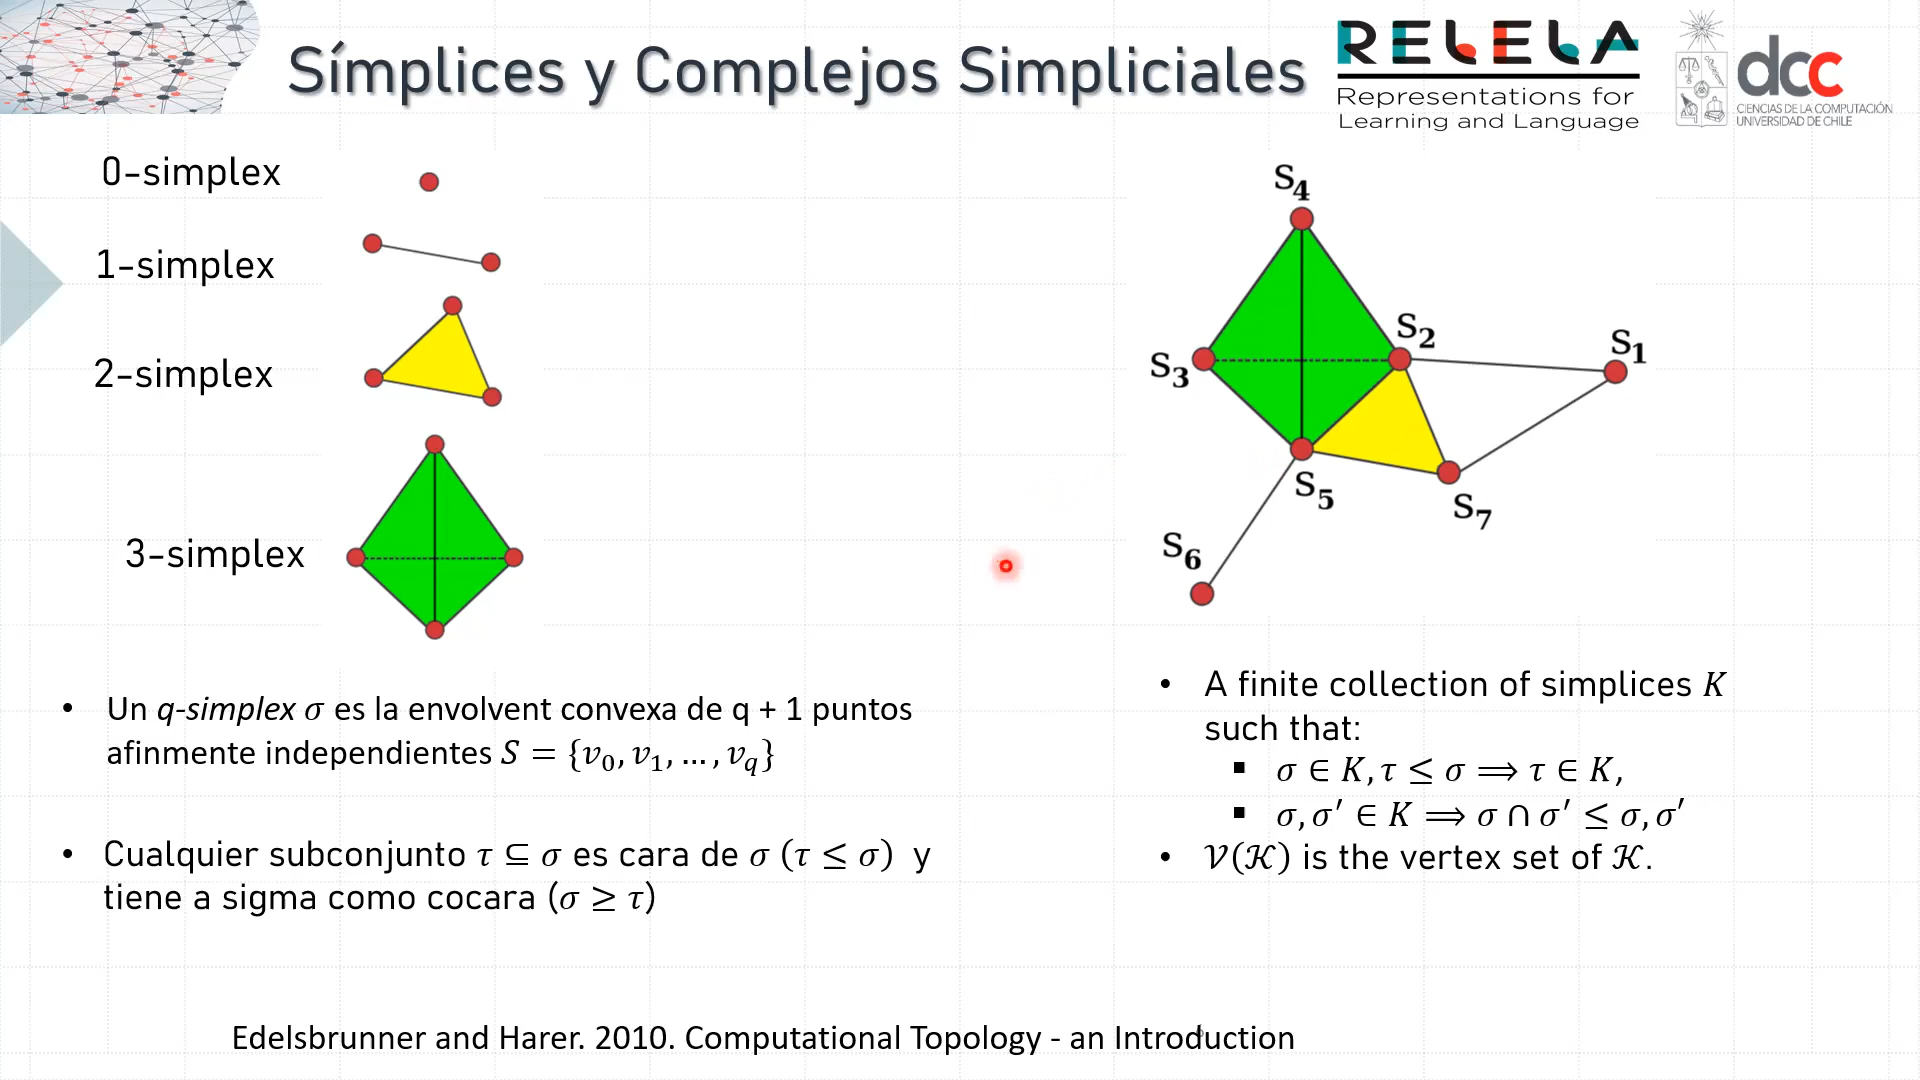 Símplices y Complejos Simpliciales
RELELA
Representations for
Learning and Language
dcc
CIENCIAS DE LA COMPUTACIÓN
UNIVERSIDAD DE CHILE
0-simplex
1-simplex
2-simplex
3-simplex
• Un q-simplex σ es la envolvent convexa de q + 1 puntos
afinmente independientes S = {v₀, v₁, … , v_q}
• Cualquier subconjunto τ ⊆ σ es cara de σ (τ ≤ σ) y
tiene a sigma como cocara (σ ≥ τ)
S₄
S₂
S₁
S₃
S₅
S₇
S₆
• A finite collection of simplices K
such that:
▪ σ ∈ K, τ ≤ σ ⟹ τ ∈ K,
▪ σ, σ′ ∈ K ⟹ σ ∩ σ′ ≤ σ, σ′
• 𝒱(𝒦) is the vertex set of 𝒦.
Edelsbrunner and Harer. 2010. Computational Topology - an Introduction